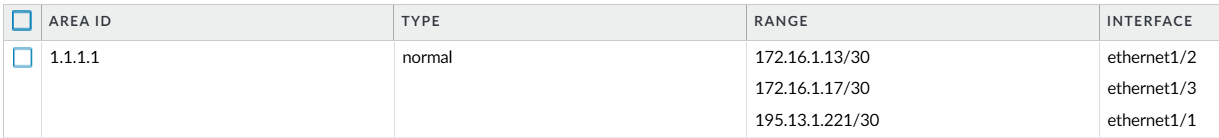 AREA ID TYPE RANGE INTERFACE
1.1.1.1 normal 172.16.1.13/30 ethernet1/2
172.16.1.17/30 ethernet1/3
195.13.1.221/30 ethernet1/1